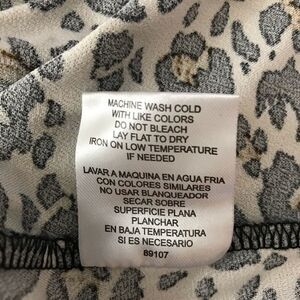 MACHINE WASH COLD
WITH LIKE COLORS
DO NOT BLEACH
LAY FLAT TO DRY
IRON ON LOW TEMPERATURE
IF NEEDED
LAVAR A MAQUINA EN AGUA FRIA
CON COLORES SIMILARES
NO USAR BLANQUEADOR
SECAR SOBRE
SUPERFICIE PLANA
PLANCHAR
EN BAJA TEMPERATURA
SI ES NECESARIO
89107